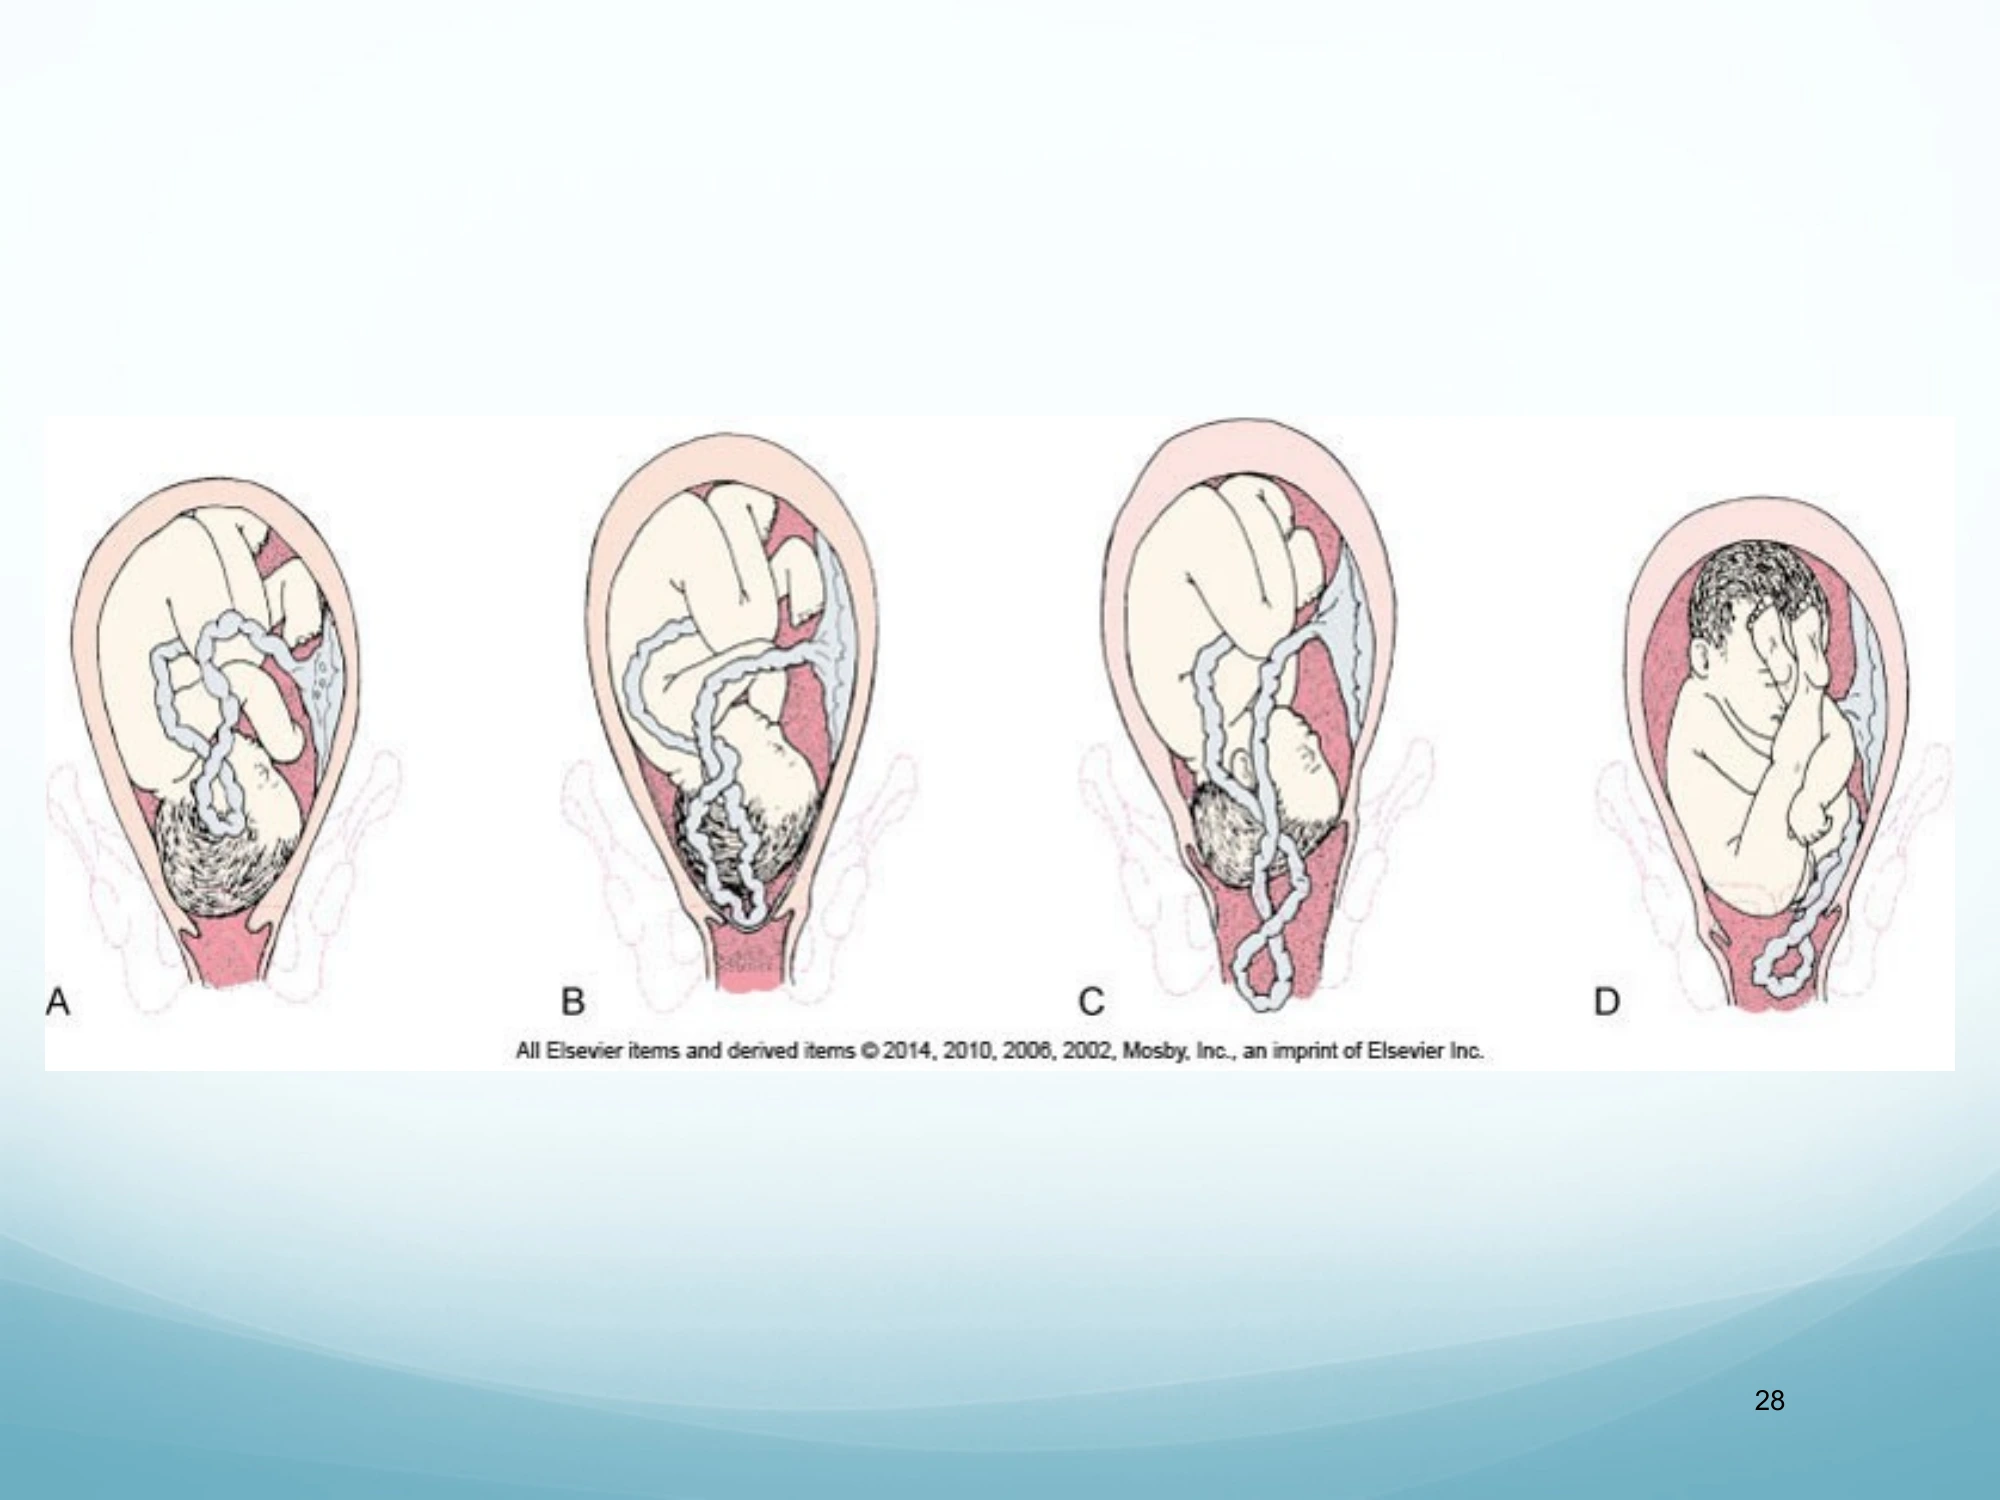 A
B
C
D
All Elsevier items and derived items © 2014, 2010, 2006, 2002, Mosby, Inc., an imprint of Elsevier Inc.
28